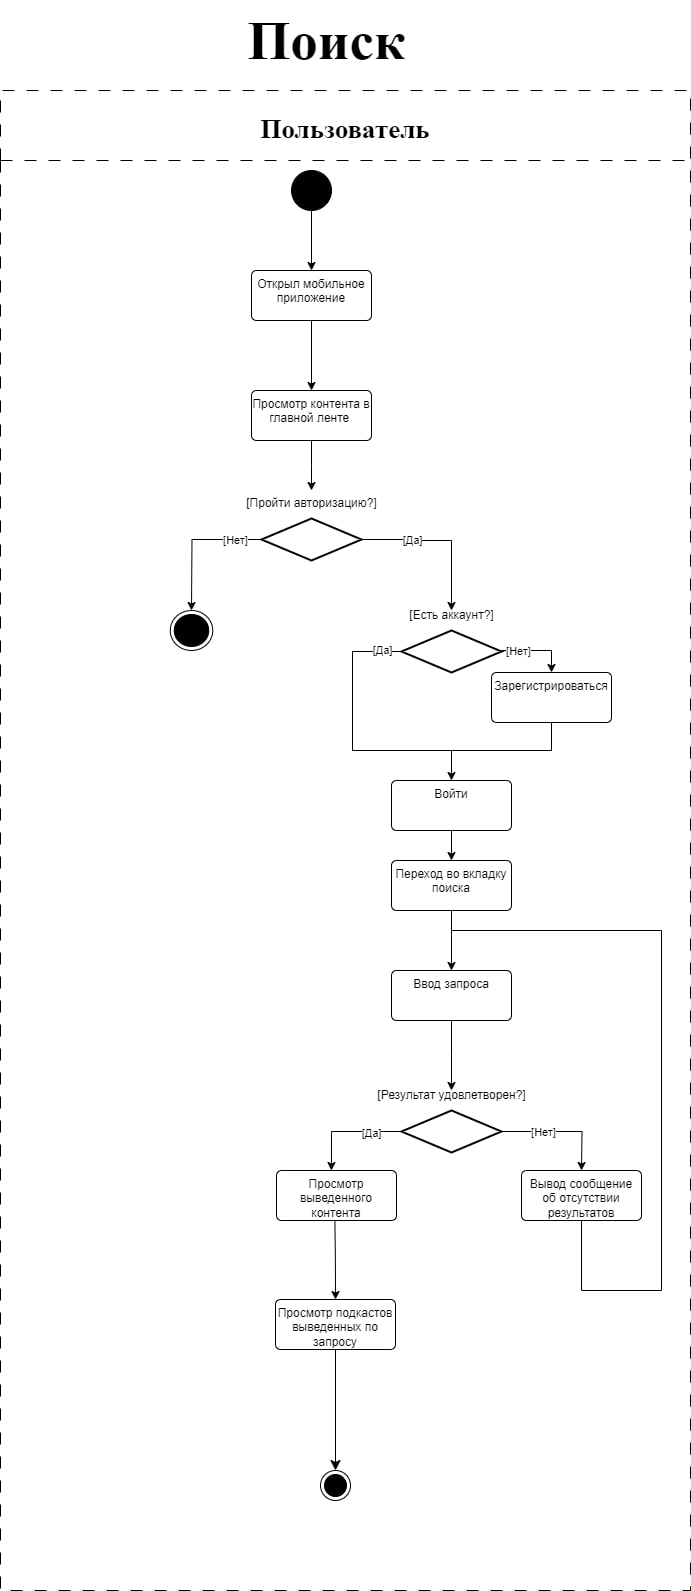 Поиск
Пользователь
Открыл мобильное
приложение
Просмотр контента в
главной ленте
[Пройти авторизацию?]
[Нет]
[Да]
[Есть аккаунт?]
[Да]
[Нет]
Зарегистрироваться
Войти
Переход во вкладку
поиска
Ввод запроса
[Результат удовлетворен?]
[Да]
[Нет]
Просмотр
выведенного
контента
Вывод сообщение
об отсутствии
результатов
Просмотр подкастов
выведенных по
запросу